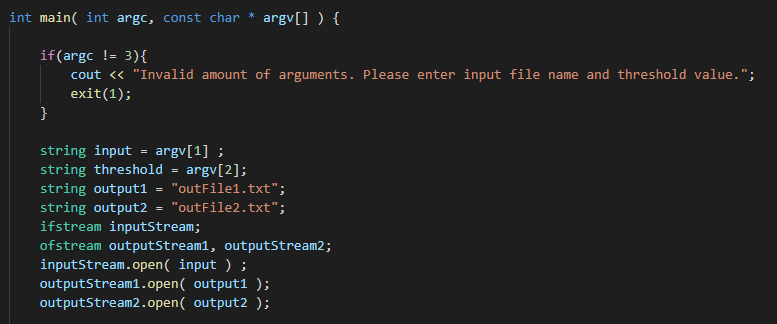 int main( int argc, const char * argv[] ) {
if(argc != 3){
cout << "Invalid amount of arguments. Please enter input file name and threshold value.";
exit(1);
}
string input = argv[1] ;
string threshold = argv[2];
string output1 = "outFile1.txt";
string output2 = "outFile2.txt";
ifstream inputStream;
ofstream outputStream1, outputStream2;
inputStream.open( input ) ;
outputStream1.open( output1 );
outputStream2.open( output2 );